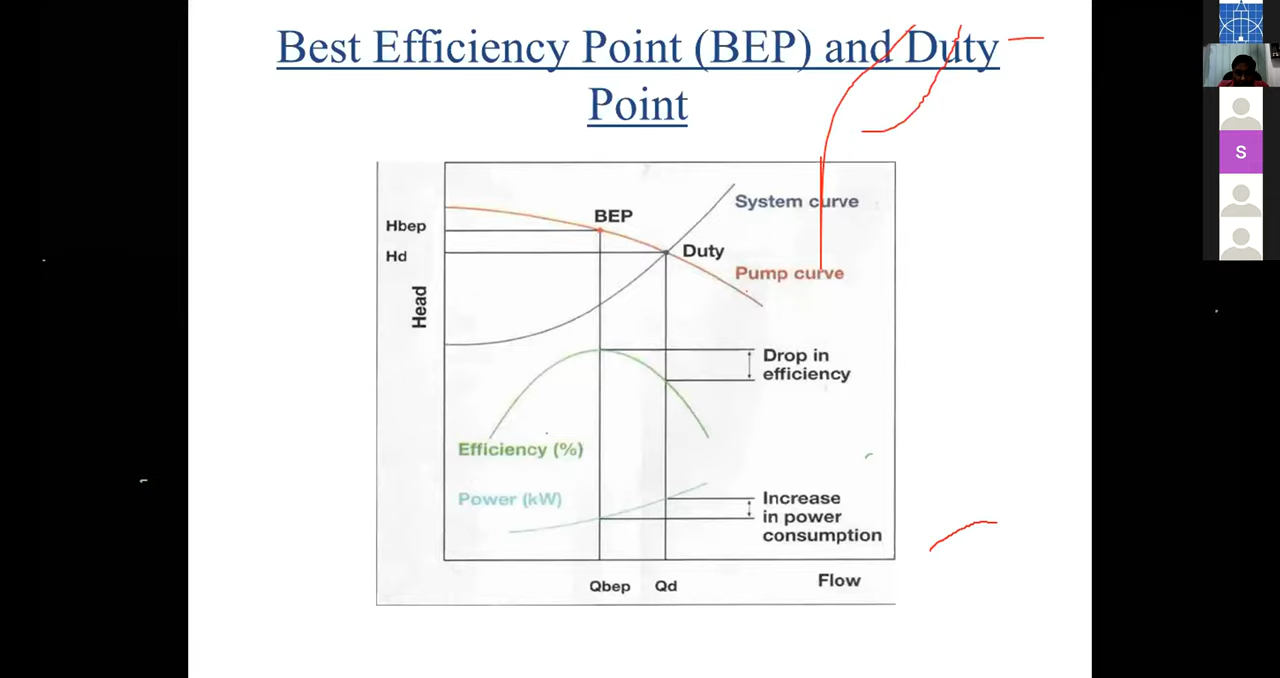 Best Efficiency Point (BEP) and Duty
Point
S
BEP
System curve
Hbep
Hd
Duty
Pump curve
Head
Drop in
efficiency
Efficiency (%)
Power (kW)
Increase
in power
consumption
Qbep
Qd
Flow